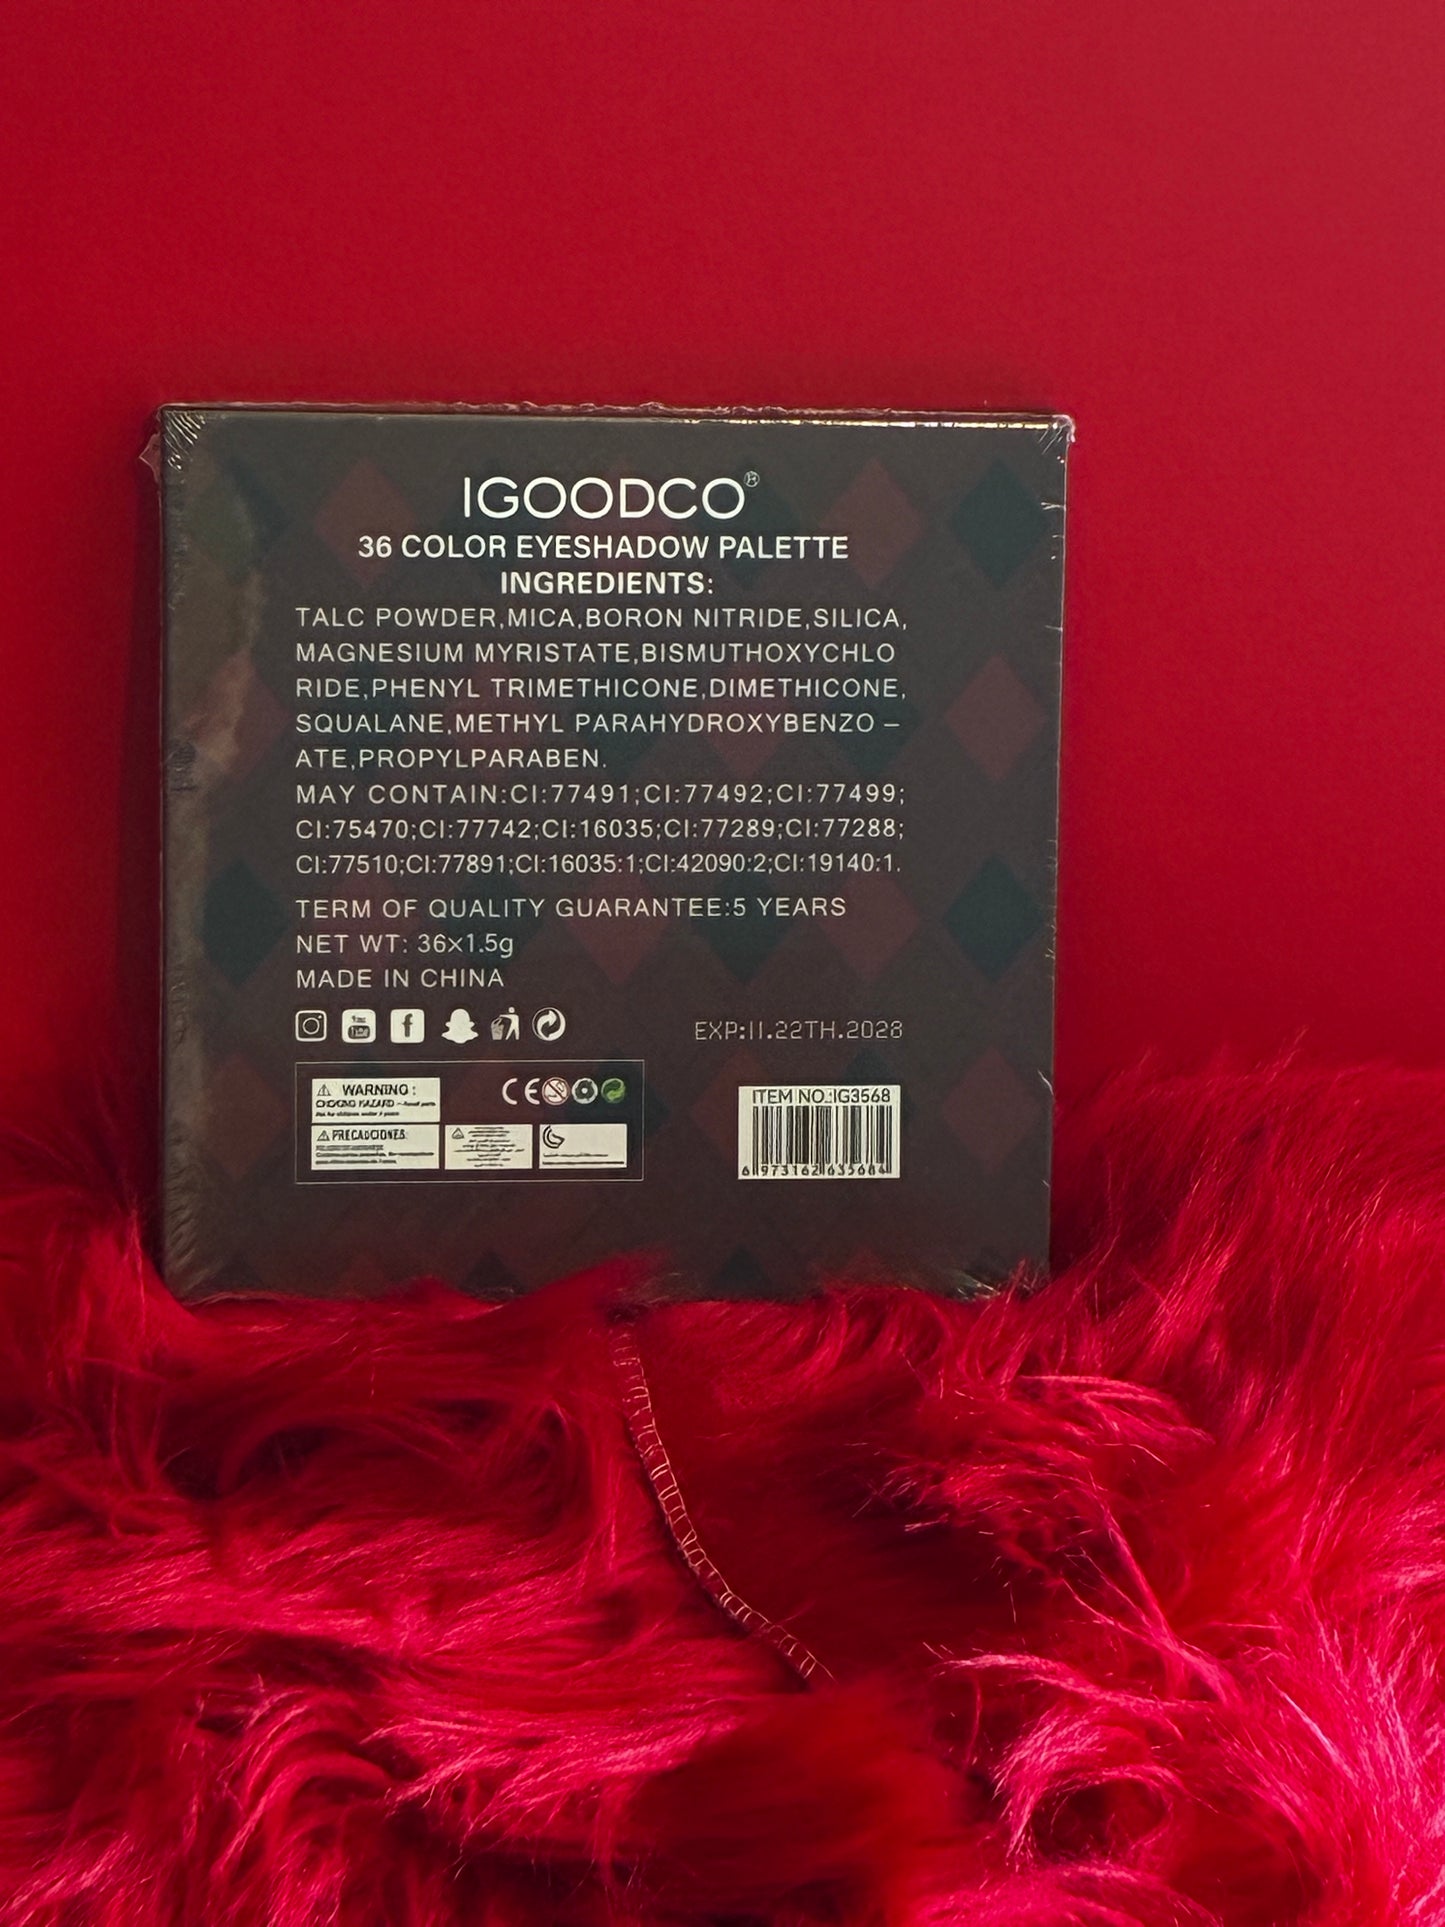 IGOODCO®
36 COLOR EYESHADOW PALETTE
INGREDIENTS:
TALC POWDER,MICA,BORON NITRIDE,SILICA,
MAGNESIUM MYRISTATE,BISMUTHOXYCHLO
RIDE,PHENYL TRIMETHICONE,DIMETHICONE,
SQUALANE,METHYL PARAHYDROXYBENZO –
ATE,PROPYLPARABEN.
MAY CONTAIN:CI:77491;CI:77492;CI:77499;
CI:75470;CI:77742;CI:16035;CI:77289;CI:77288;
CI:77510;CI:77891;CI:16035:1;CI:42090:2;CI:19140:1.
TERM OF QUALITY GUARANTEE:5 YEARS
NET WT: 36×1.5g
MADE IN CHINA
EXP:11.22TH.2028
WARNING:
CE
ITEM NO.:IG3568
6 973162 635684